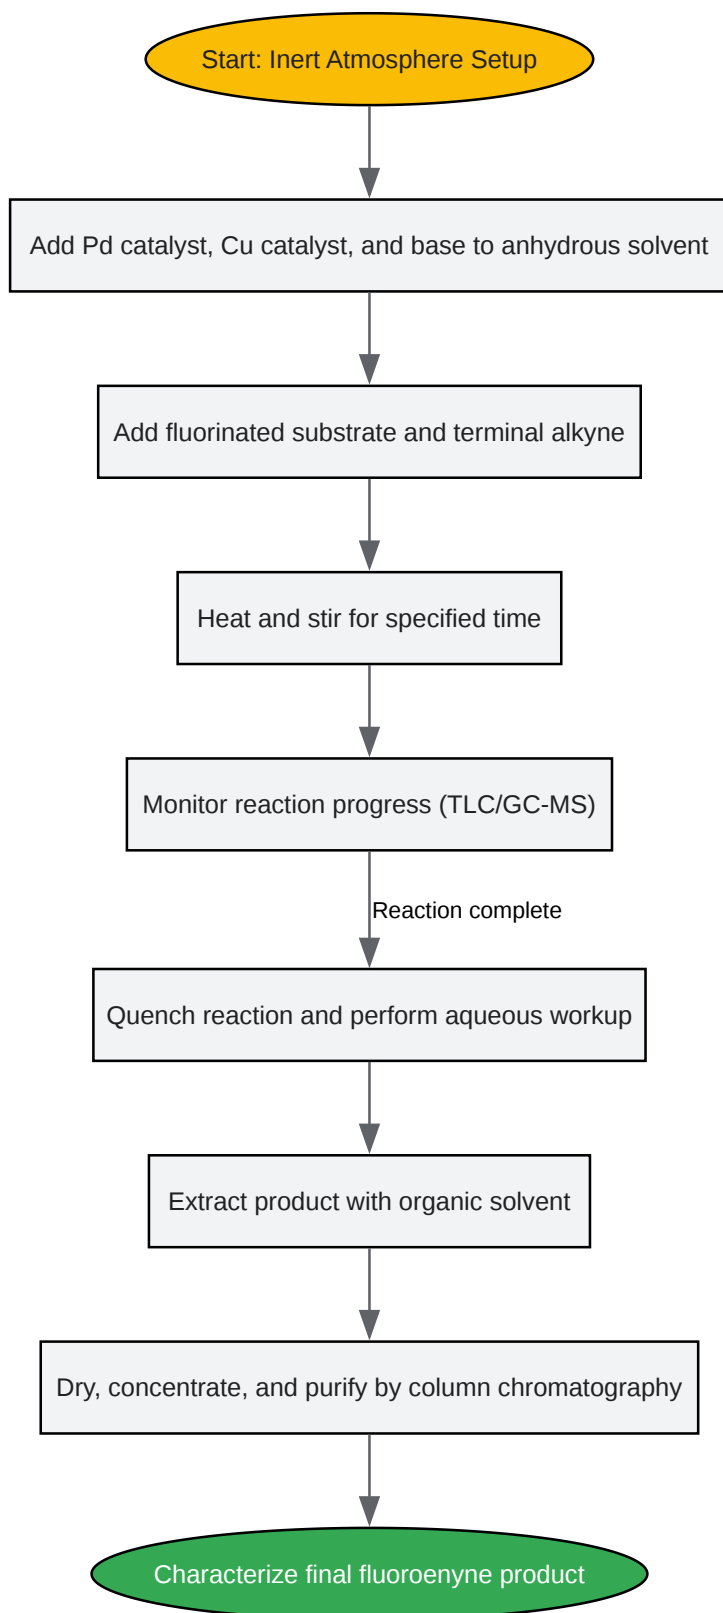 Start: Inert Atmosphere Setup
Add Pd catalyst, Cu catalyst, and base to anhydrous solvent
Add fluorinated substrate and terminal alkyne
Heat and stir for specified time
Monitor reaction progress (TLC/GC-MS)
Reaction complete
Quench reaction and perform aqueous workup
Extract product with organic solvent
Dry, concentrate, and purify by column chromatography
Characterize final fluoroenyne product